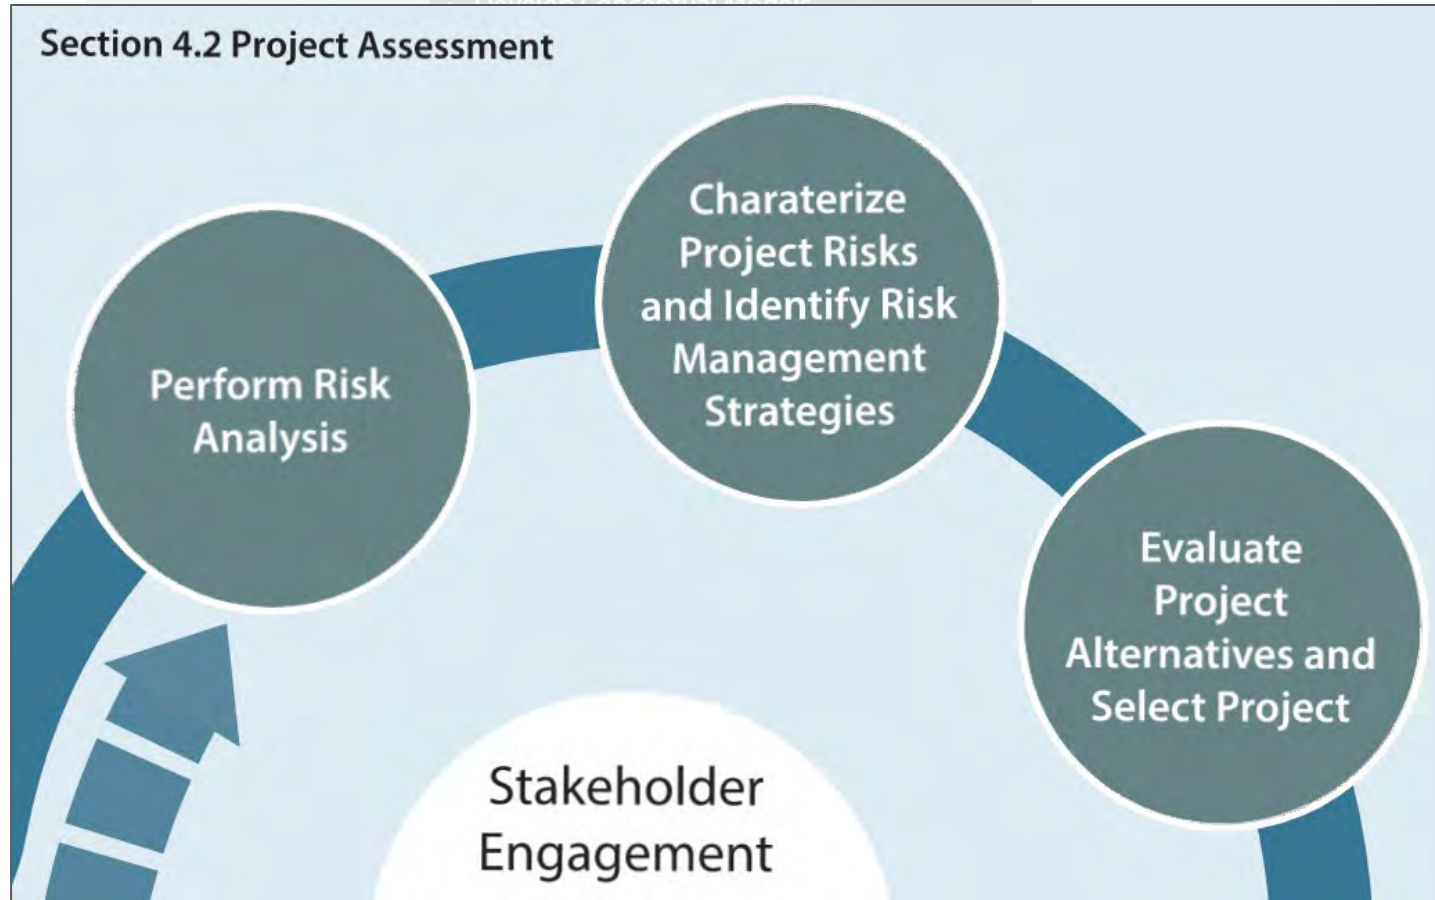 Section 4.2 Project Assessment
Charaterize
Project Risks
and Identify Risk
Management
Strategies
Perform Risk
Analysis
Evaluate
Project
Alternatives and
Select Project
Stakeholder
Engagement